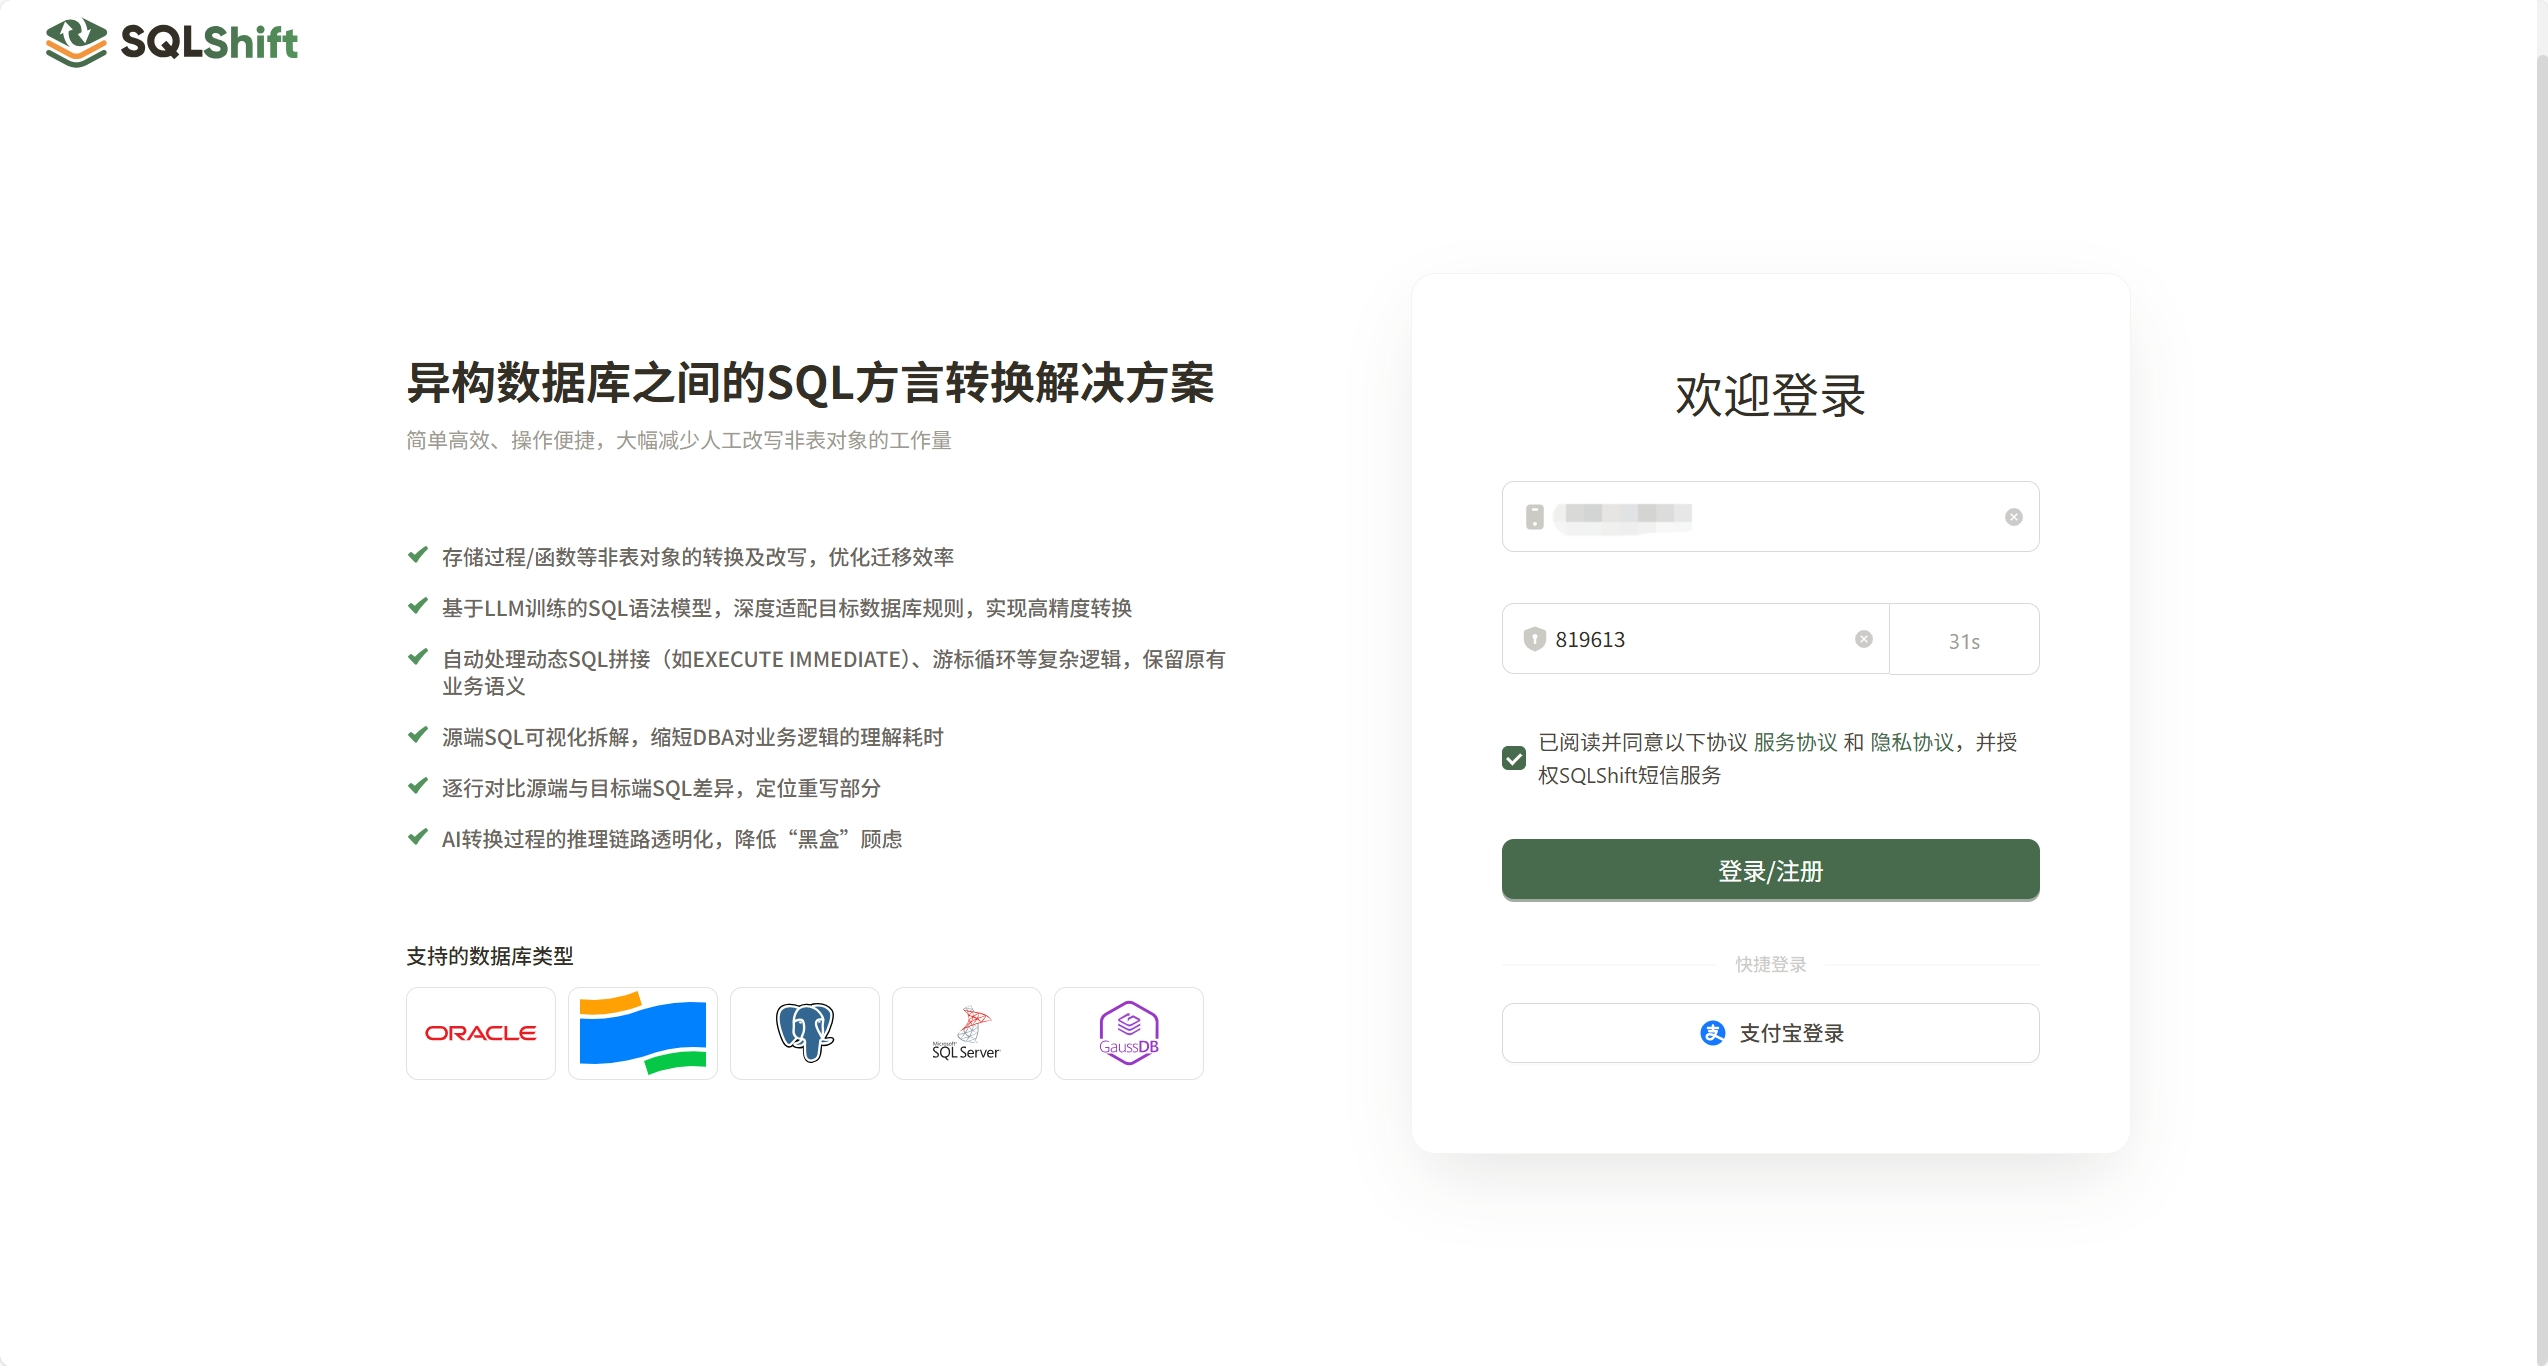 SQLShift
异构数据库之间的SQL方言转换解决方案
简单高效、操作便捷，大幅减少人工改写非表对象的工作量
存储过程/函数等非表对象的转换及改写，优化迁移效率
基于LLM训练的SQL语法模型，深度适配目标数据库规则，实现高精度转换
自动处理动态SQL拼接（如EXECUTE IMMEDIATE）、游标循环等复杂逻辑，保留原有
业务语义
源端SQL可视化拆解，缩短DBA对业务逻辑的理解耗时
逐行对比源端与目标端SQL差异，定位重写部分
AI转换过程的推理链路透明化，降低“黑盒”顾虑
支持的数据库类型
ORACLE
Microsoft
SQL Server
GaussDB
欢迎登录
819613
31s
已阅读并同意以下协议 服务协议 和 隐私协议，并授
权SQLShift短信服务
登录/注册
快捷登录
支 支付宝登录